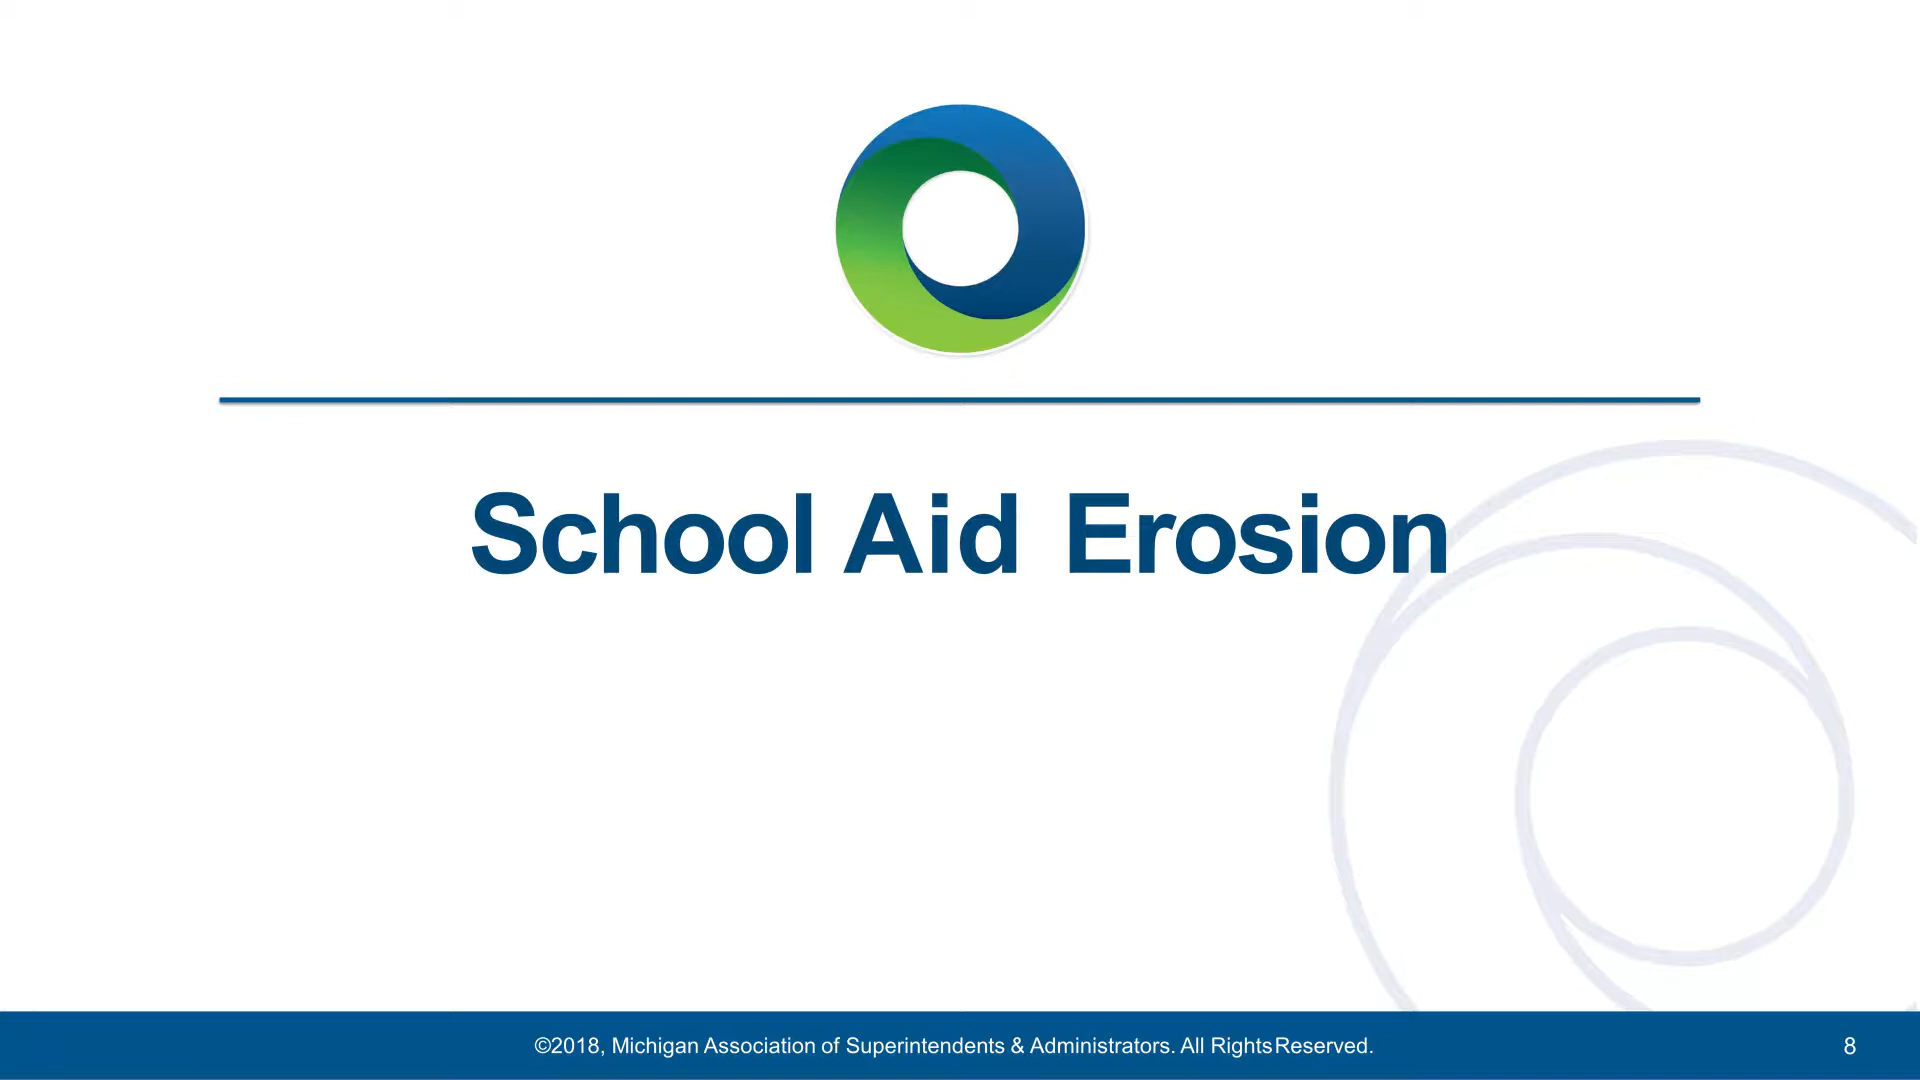 School Aid Erosion
©2018, Michigan Association of Superintendents & Administrators. All Rights Reserved.
8